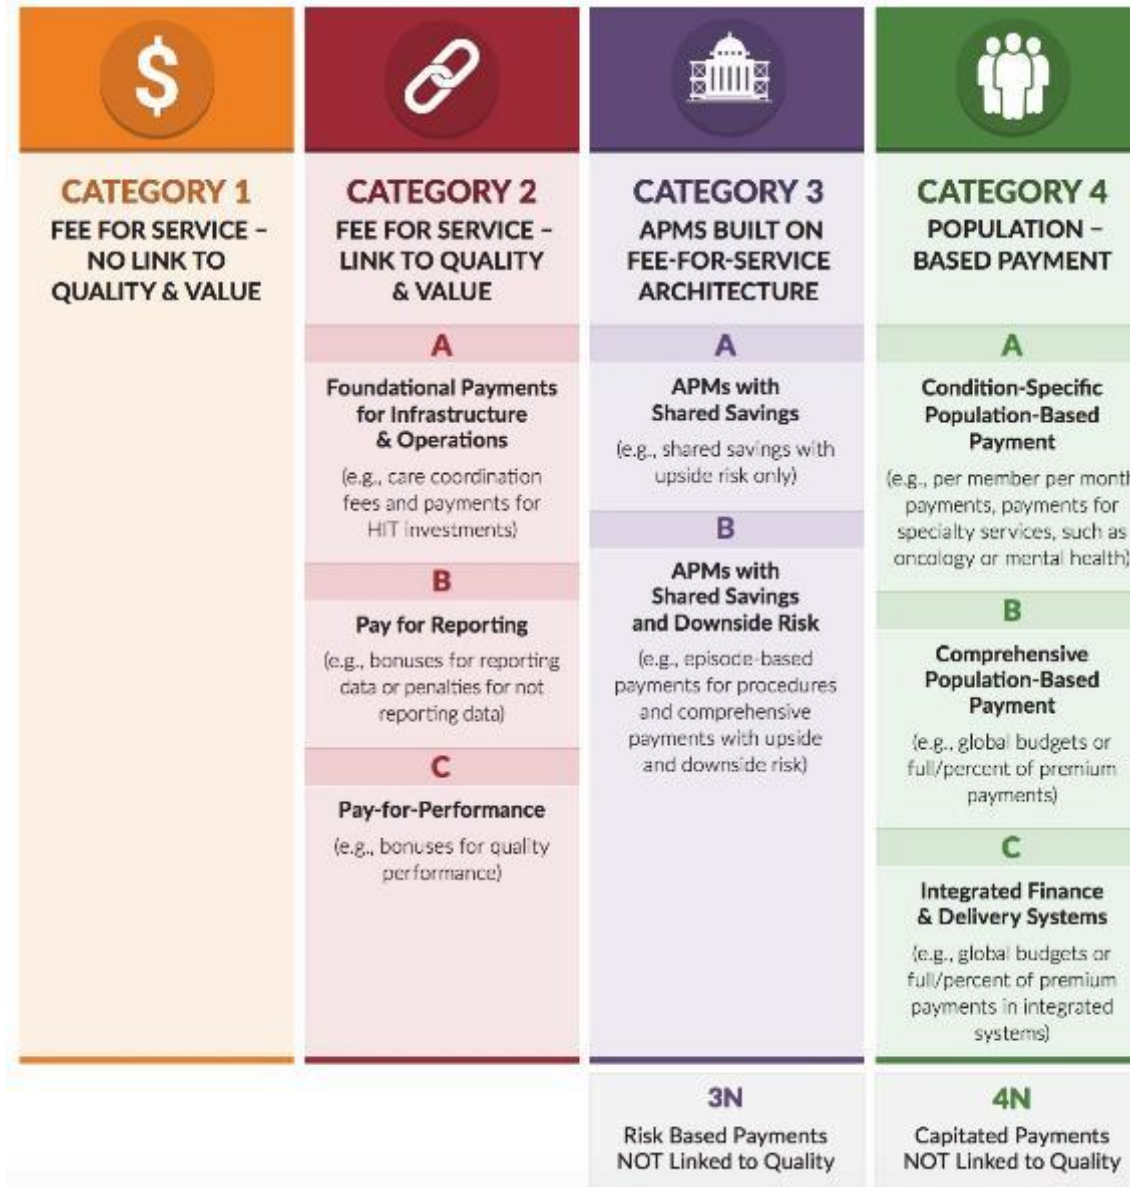 $
CATEGORY 1
FEE FOR SERVICE –
NO LINK TO
QUALITY & VALUE
CATEGORY 2
FEE FOR SERVICE –
LINK TO QUALITY
& VALUE
A
Foundational Payments
for Infrastructure
& Operations
(e.g., care coordination
fees and payments for
HIT investments)
B
Pay for Reporting
(e.g., bonuses for reporting
data or penalties for not
reporting data)
C
Pay-for-Performance
(e.g., bonuses for quality
performance)
CATEGORY 3
APMS BUILT ON
FEE-FOR-SERVICE
ARCHITECTURE
A
APMs with
Shared Savings
(e.g., shared savings with
upside risk only)
B
APMs with
Shared Savings
and Downside Risk
(e.g., episode-based
payments for procedures
and comprehensive
payments with upside
and downside risk)
3N
Risk Based Payments
NOT Linked to Quality
CATEGORY 4
POPULATION –
BASED PAYMENT
A
Condition-Specific
Population-Based
Payment
(e.g., per member per month
payments, payments for
specialty services, such as
oncology or mental health)
B
Comprehensive
Population-Based
Payment
(e.g., global budgets or
full/percent of premium
payments)
C
Integrated Finance
& Delivery Systems
(e.g., global budgets or
full/percent of premium
payments in integrated
systems)
4N
Capitated Payments
NOT Linked to Quality